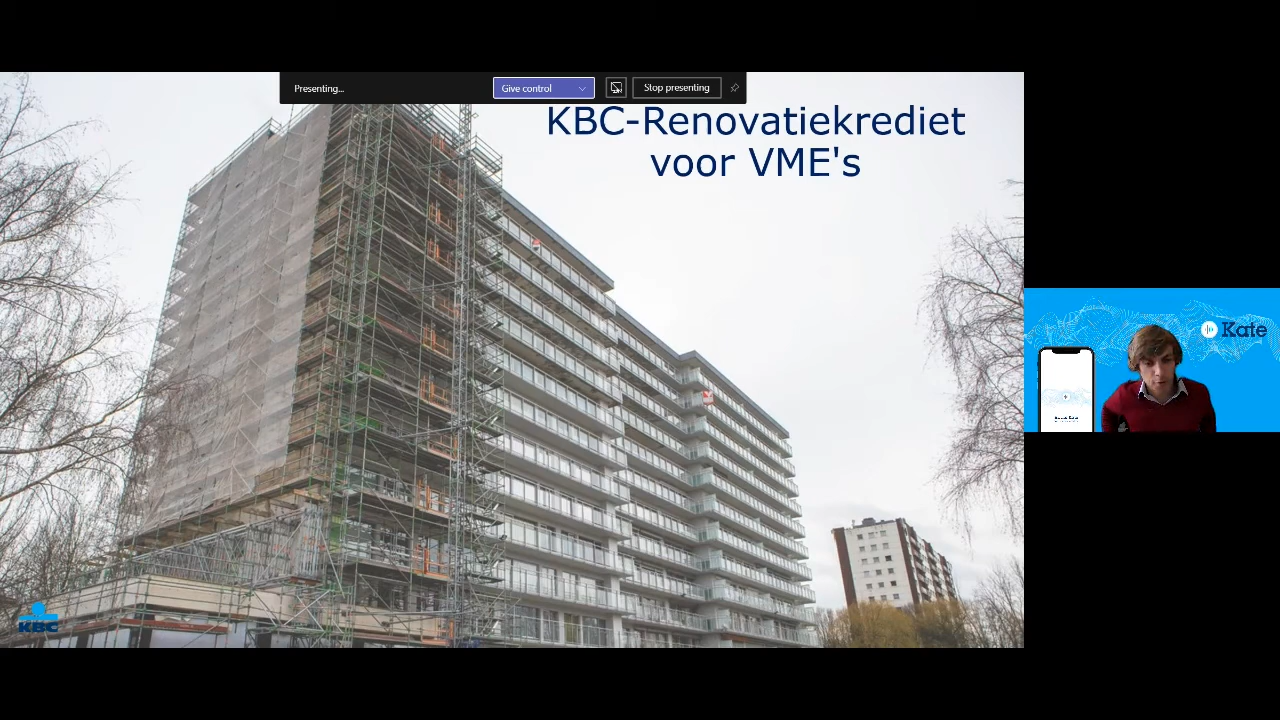 Presenting...
Give control
Stop presenting
KBC-Renovatiekrediet
voor VME's
Kate
KBC